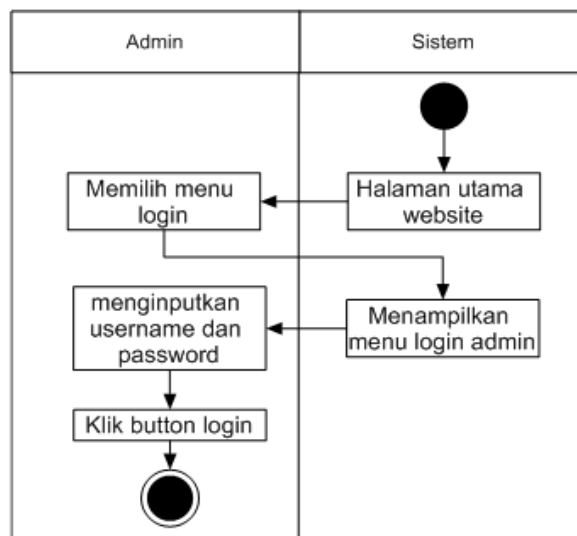 Admin
Sistem
Halaman utama
website
Memilih menu
login
Menampilkan
menu login admin
menginputkan
username dan
password
Klik button login